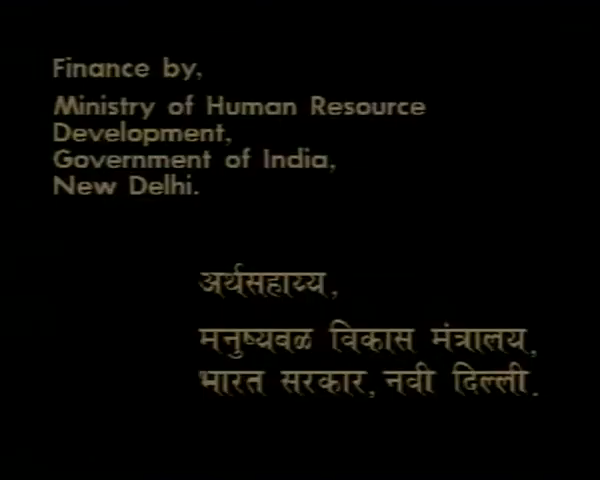 Finance by,
Ministry of Human Resource
Development,
Government of India,
New Delhi.
अर्थसहाय्य,
मनुष्यवळ विकास मंत्रालय,
भारत सरकार, नवी दिल्ली.